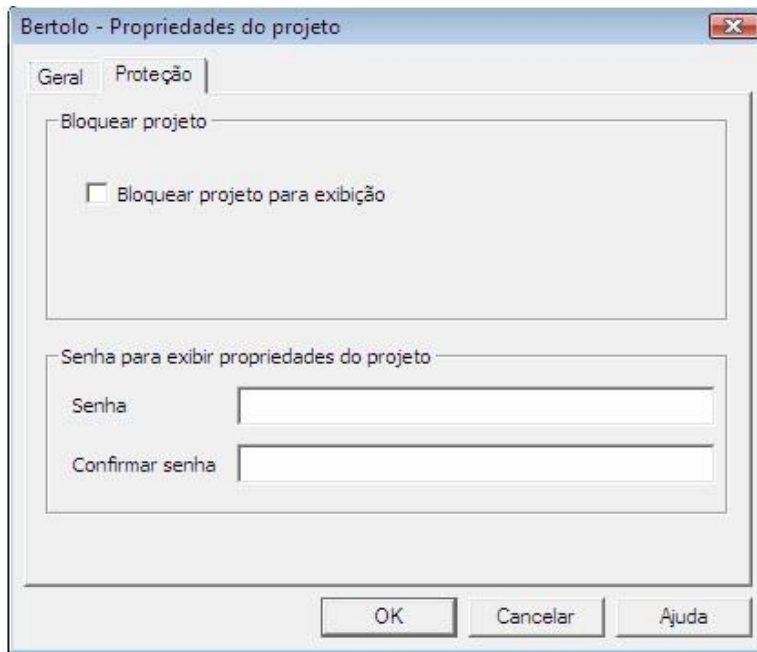 Bertolo - Propriedades do projeto
Geral Proteção
Bloquear projeto
Bloquear projeto para exibição
Senha para exibir propriedades do projeto
Senha
Confirmar senha
OK Cancelar Ajuda